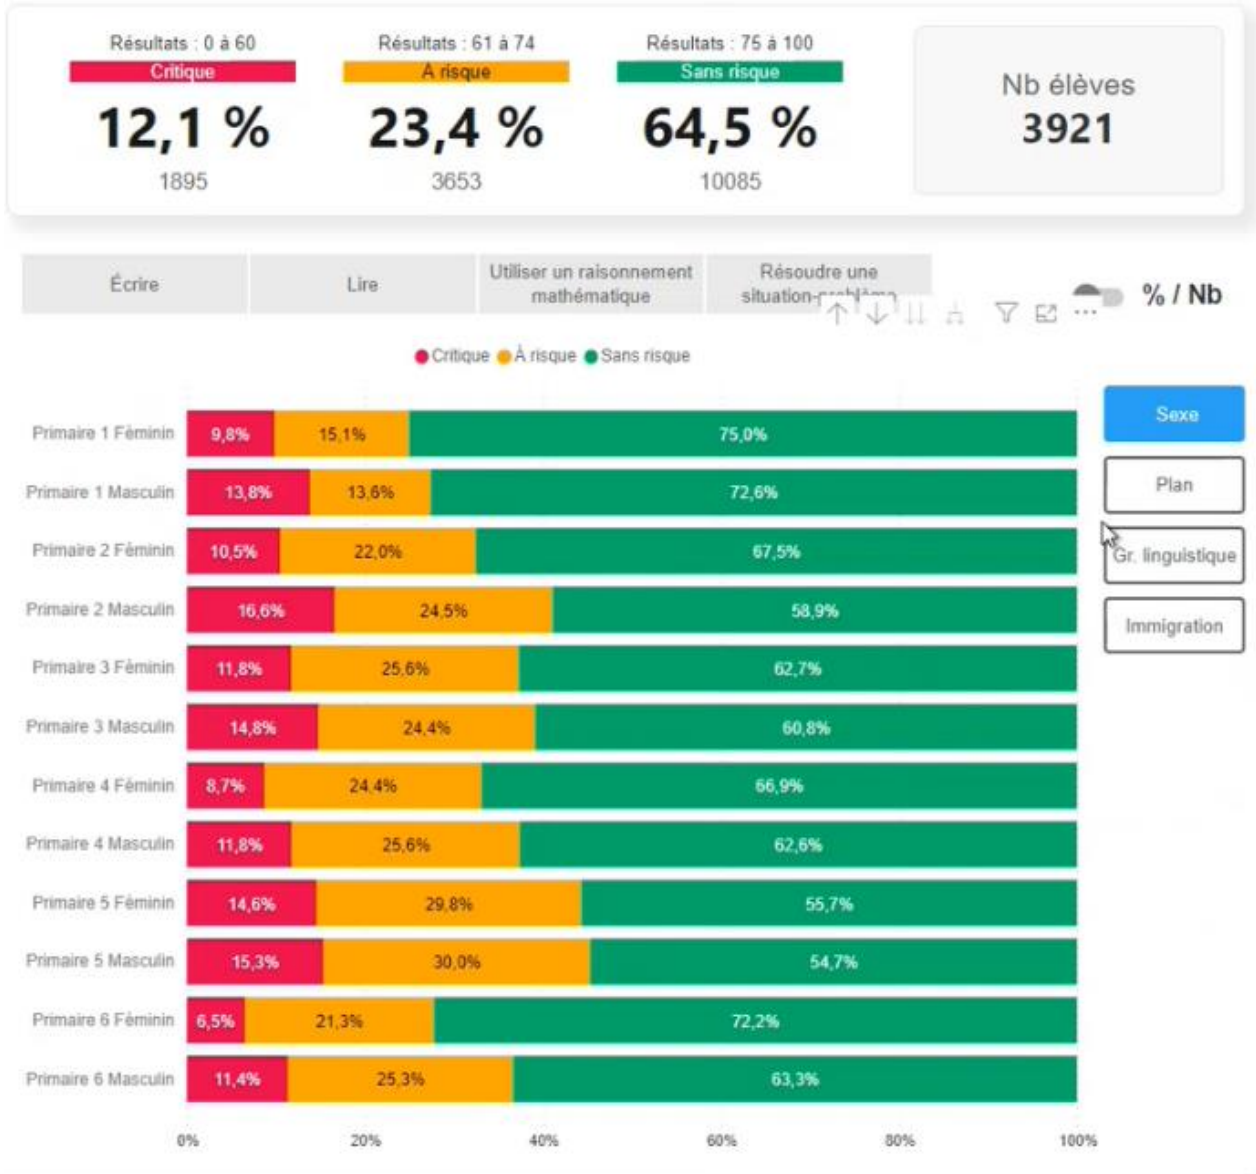 Résultats : 0 à 60
Critique
12,1 %
1895
Résultats : 61 à 74
À risque
23,4 %
3653
Résultats : 75 à 100
Sans risque
64,5 %
10085
Nb élèves
3921
Écrire
Lire
Utiliser un raisonnement
mathématique
Résoudre une
situation-problème
% / Nb
Critique À risque Sans risque
Primaire 1 Féminin 9,8% 15,1% 75,0%
Primaire 1 Masculin 13,8% 13,6% 72,6%
Primaire 2 Féminin 10,5% 22,0% 67,5%
Primaire 2 Masculin 16,6% 24,5% 58,9%
Primaire 3 Féminin 11,8% 25,6% 62,7%
Primaire 3 Masculin 14,8% 24,4% 60,8%
Primaire 4 Féminin 8,7% 24,4% 66,9%
Primaire 4 Masculin 11,8% 25,6% 62,6%
Primaire 5 Féminin 14,6% 29,8% 55,7%
Primaire 5 Masculin 15,3% 30,0% 54,7%
Primaire 6 Féminin 6,5% 21,3% 72,2%
Primaire 6 Masculin 11,4% 25,3% 63,3%
0% 20% 40% 60% 80% 100%
Sexe
Plan
Gr. linguistique
Immigration